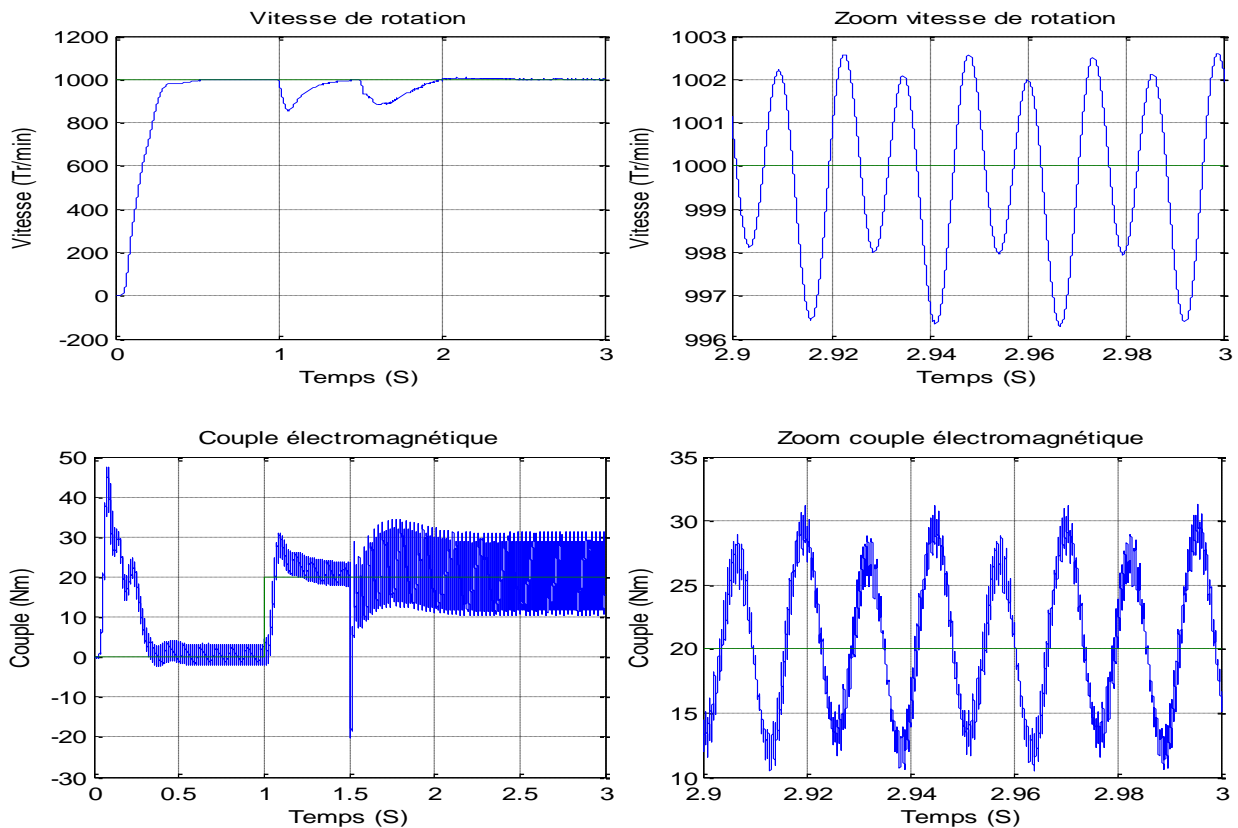 Vitesse de rotation
1200
1000
800
600
400
200
0
-200
0 1 2 3
Temps (S)
Vitesse (Tr/min)
Zoom vitesse de rotation
1003
1002
1001
1000
999
998
997
996
2.9 2.92 2.94 2.96 2.98 3
Temps (S)
Vitesse (Tr/min)
Couple électromagnétique
50
40
30
20
10
0
-10
-20
-30
0 0.5 1 1.5 2 2.5 3
Temps (S)
Couple (Nm)
Zoom couple électromagnétique
35
30
25
20
15
10
2.9 2.92 2.94 2.96 2.98 3
Temps (S)
Couple (Nm)